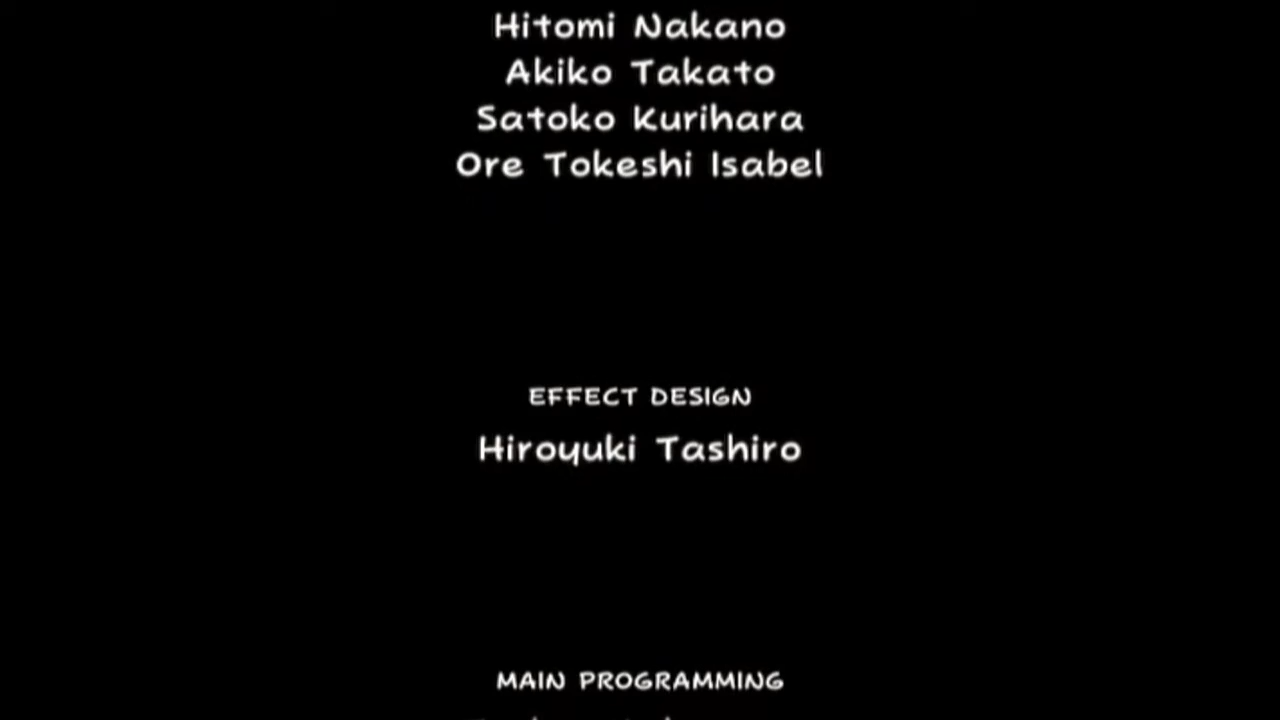 Hitomi Nakano
Akiko Takato
Satoko Kurihara
Ore Tokeshi Isabel
EFFECT DESIGN
Hiroyuki Tashiro
MAIN PROGRAMMING